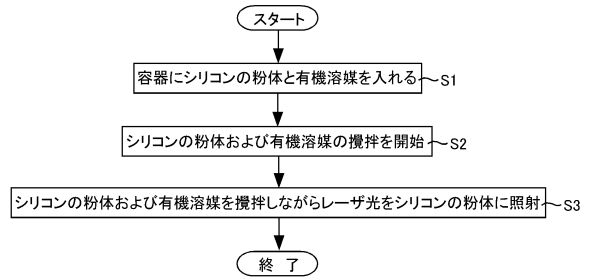 スタート
容器にシリコンの粉体と有機溶媒を入れる S1
シリコンの粉体および有機溶媒の攪拌を開始 S2
シリコンの粉体および有機溶媒を攪拌しながらレーザ光をシリコンの粉体に照射 S3
終 了